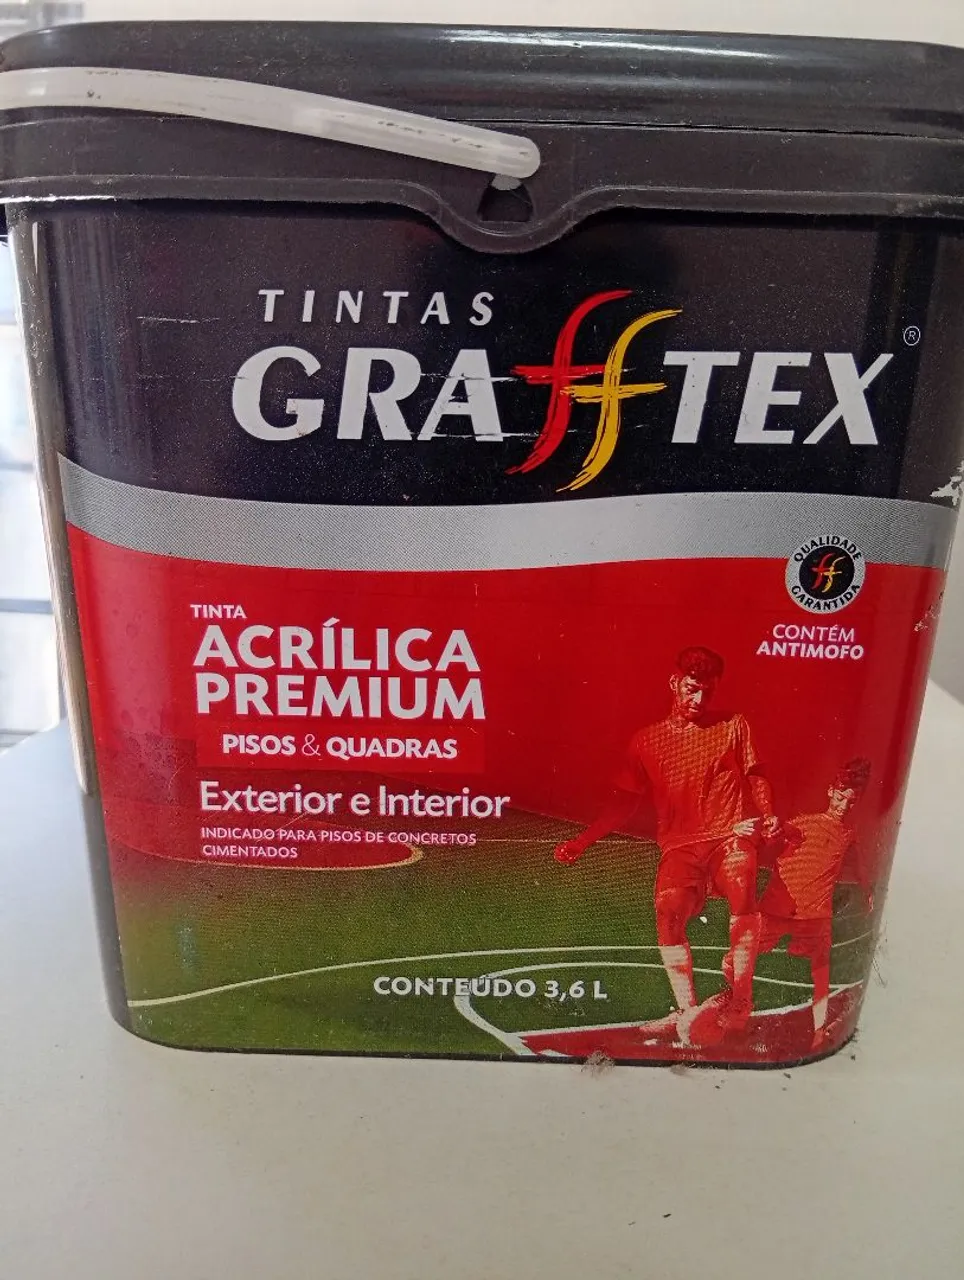 TINTAS
GRAFFTEX®
QUALIDADE
GARANTIDA
CONTÉM
ANTIMOFO
TINTA
ACRÍLICA
PREMIUM
PISOS & QUADRAS
Exterior e Interior
INDICADO PARA PISOS DE CONCRETOS
CIMENTADOS
CONTEÚDO 3,6 L